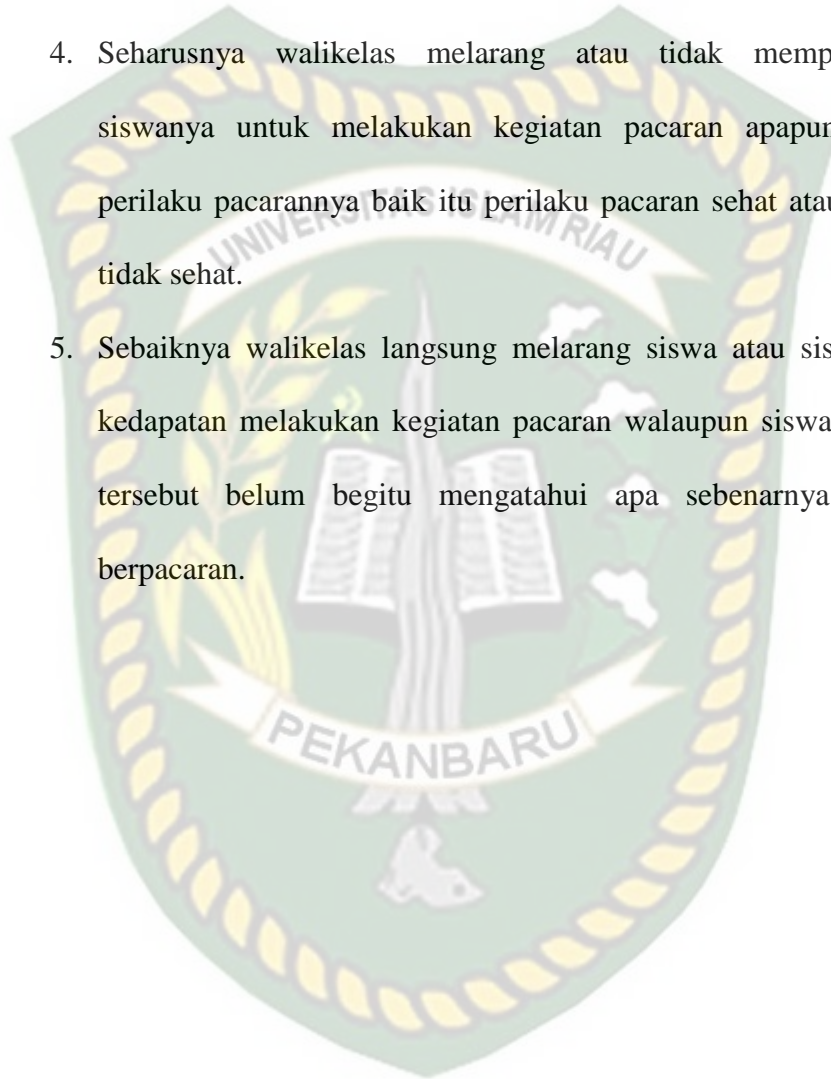 4. Seharusnya walikelas melarang atau tidak
siswanya untuk melakukan kegiatan pacaran apapun
perilaku pacarannya baik itu perilaku pacaran sehat atau
UNIVERSITAS ISLAM RIAU
tidak sehat.
5. Sebaiknya walikelas langsung melarang siswa atau
kedapatan melakukan kegiatan pacaran walaupun siswa
tersebut belum begitu mengatahui apa sebenarnya
berpacaran.
PEKANBARU